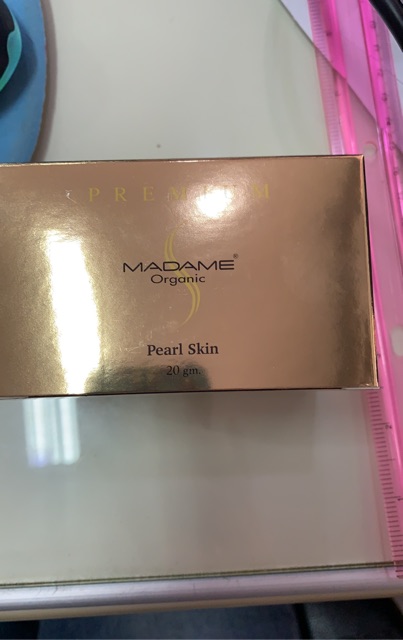 PREMIUM
MADAME®
Organic
Pearl Skin
20 gm.